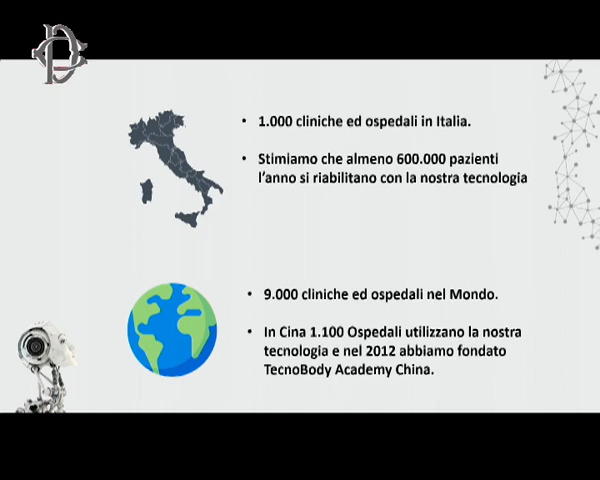 • 1.000 cliniche ed ospedali in Italia.
• Stimiamo che almeno 600.000 pazienti
l'anno si riabilitano con la nostra tecnologia
• 9.000 cliniche ed ospedali nel Mondo.
• In Cina 1.100 Ospedali utilizzano la nostra
tecnologia e nel 2012 abbiamo fondato
TecnoBody Academy China.